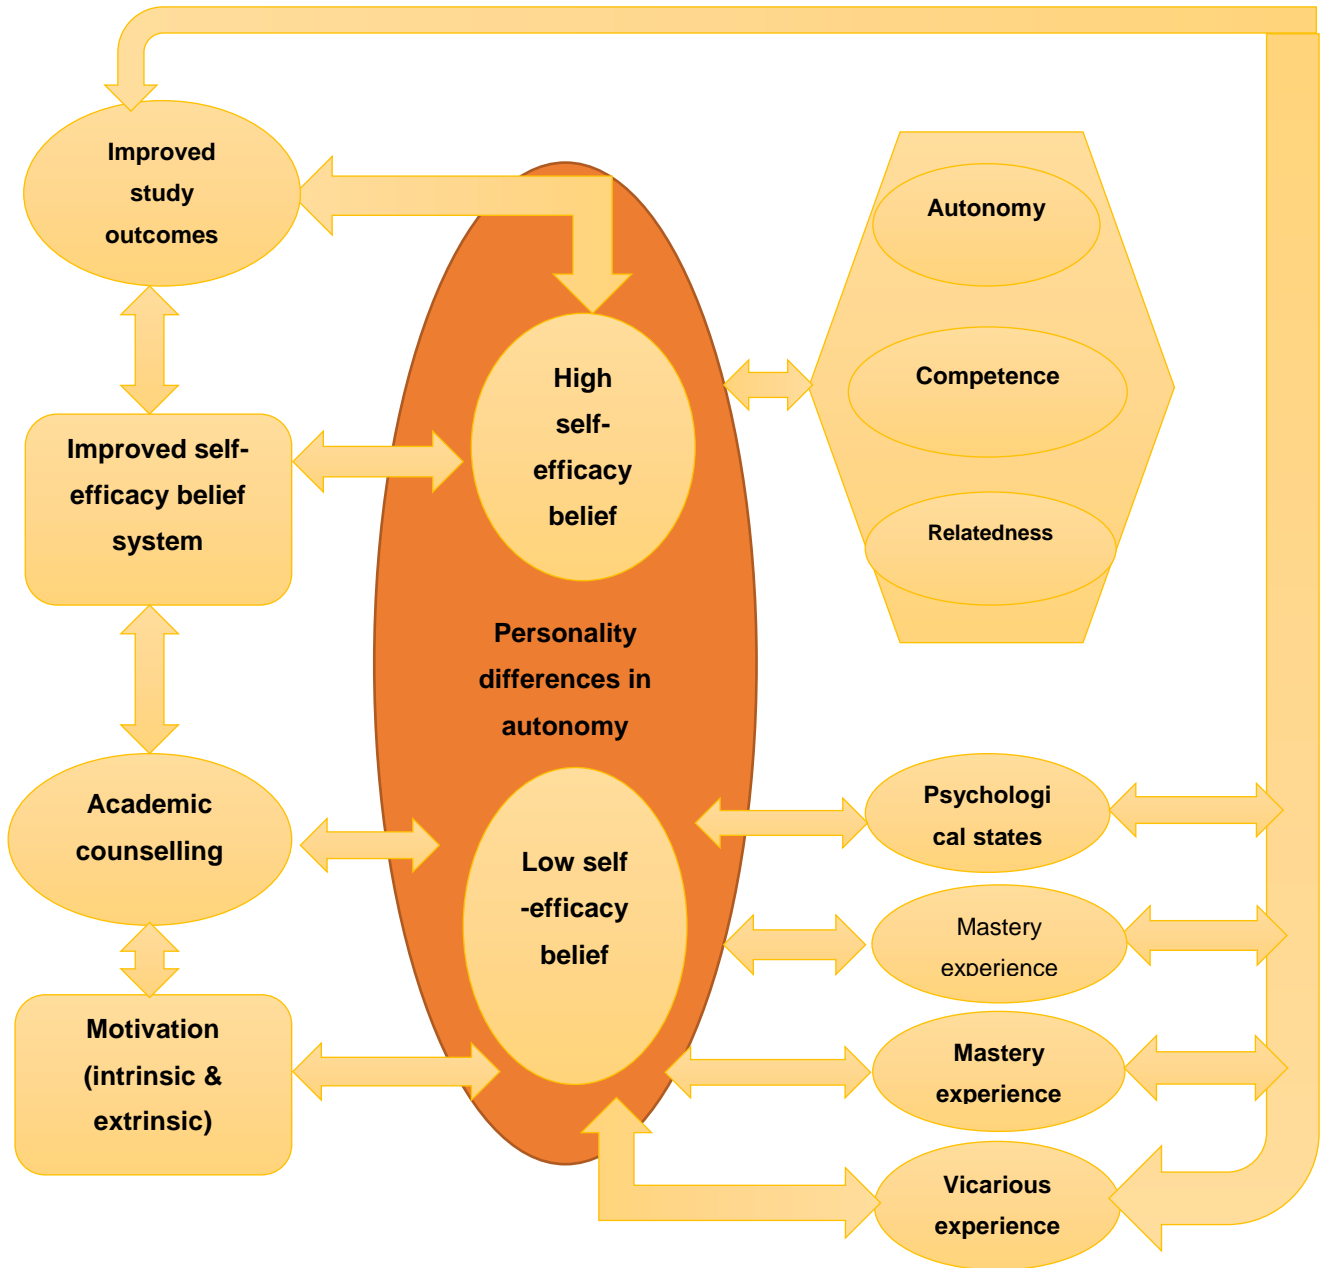 Improved
study
outcomes
Autonomy
High
self-
efficacy
belief
Competence
Improved self-
efficacy belief
system
Relatedness
Personality
differences in
autonomy
Academic
counselling
Psychologi
cal states
Low self
-efficacy
belief
Mastery
experience
Motivation
(intrinsic &
extrinsic)
Mastery
experience
Vicarious
experience